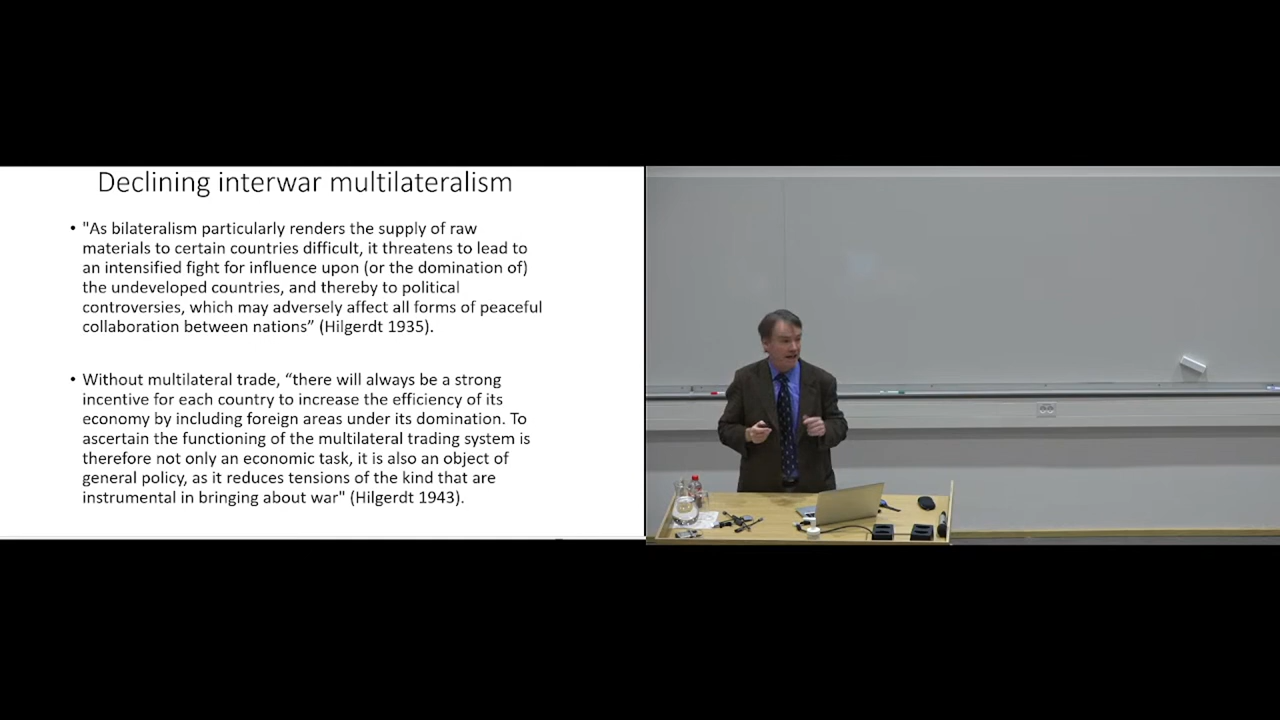 Declining interwar multilateralism
• "As bilateralism particularly renders the supply of raw
materials to certain countries difficult, it threatens to lead to
an intensified fight for influence upon (or the domination of)
the undeveloped countries, and thereby to political
controversies, which may adversely affect all forms of peaceful
collaboration between nations” (Hilgerdt 1935).
• Without multilateral trade, “there will always be a strong
incentive for each country to increase the efficiency of its
economy by including foreign areas under its domination. To
ascertain the functioning of the multilateral trading system is
therefore not only an economic task, it is also an object of
general policy, as it reduces tensions of the kind that are
instrumental in bringing about war" (Hilgerdt 1943).